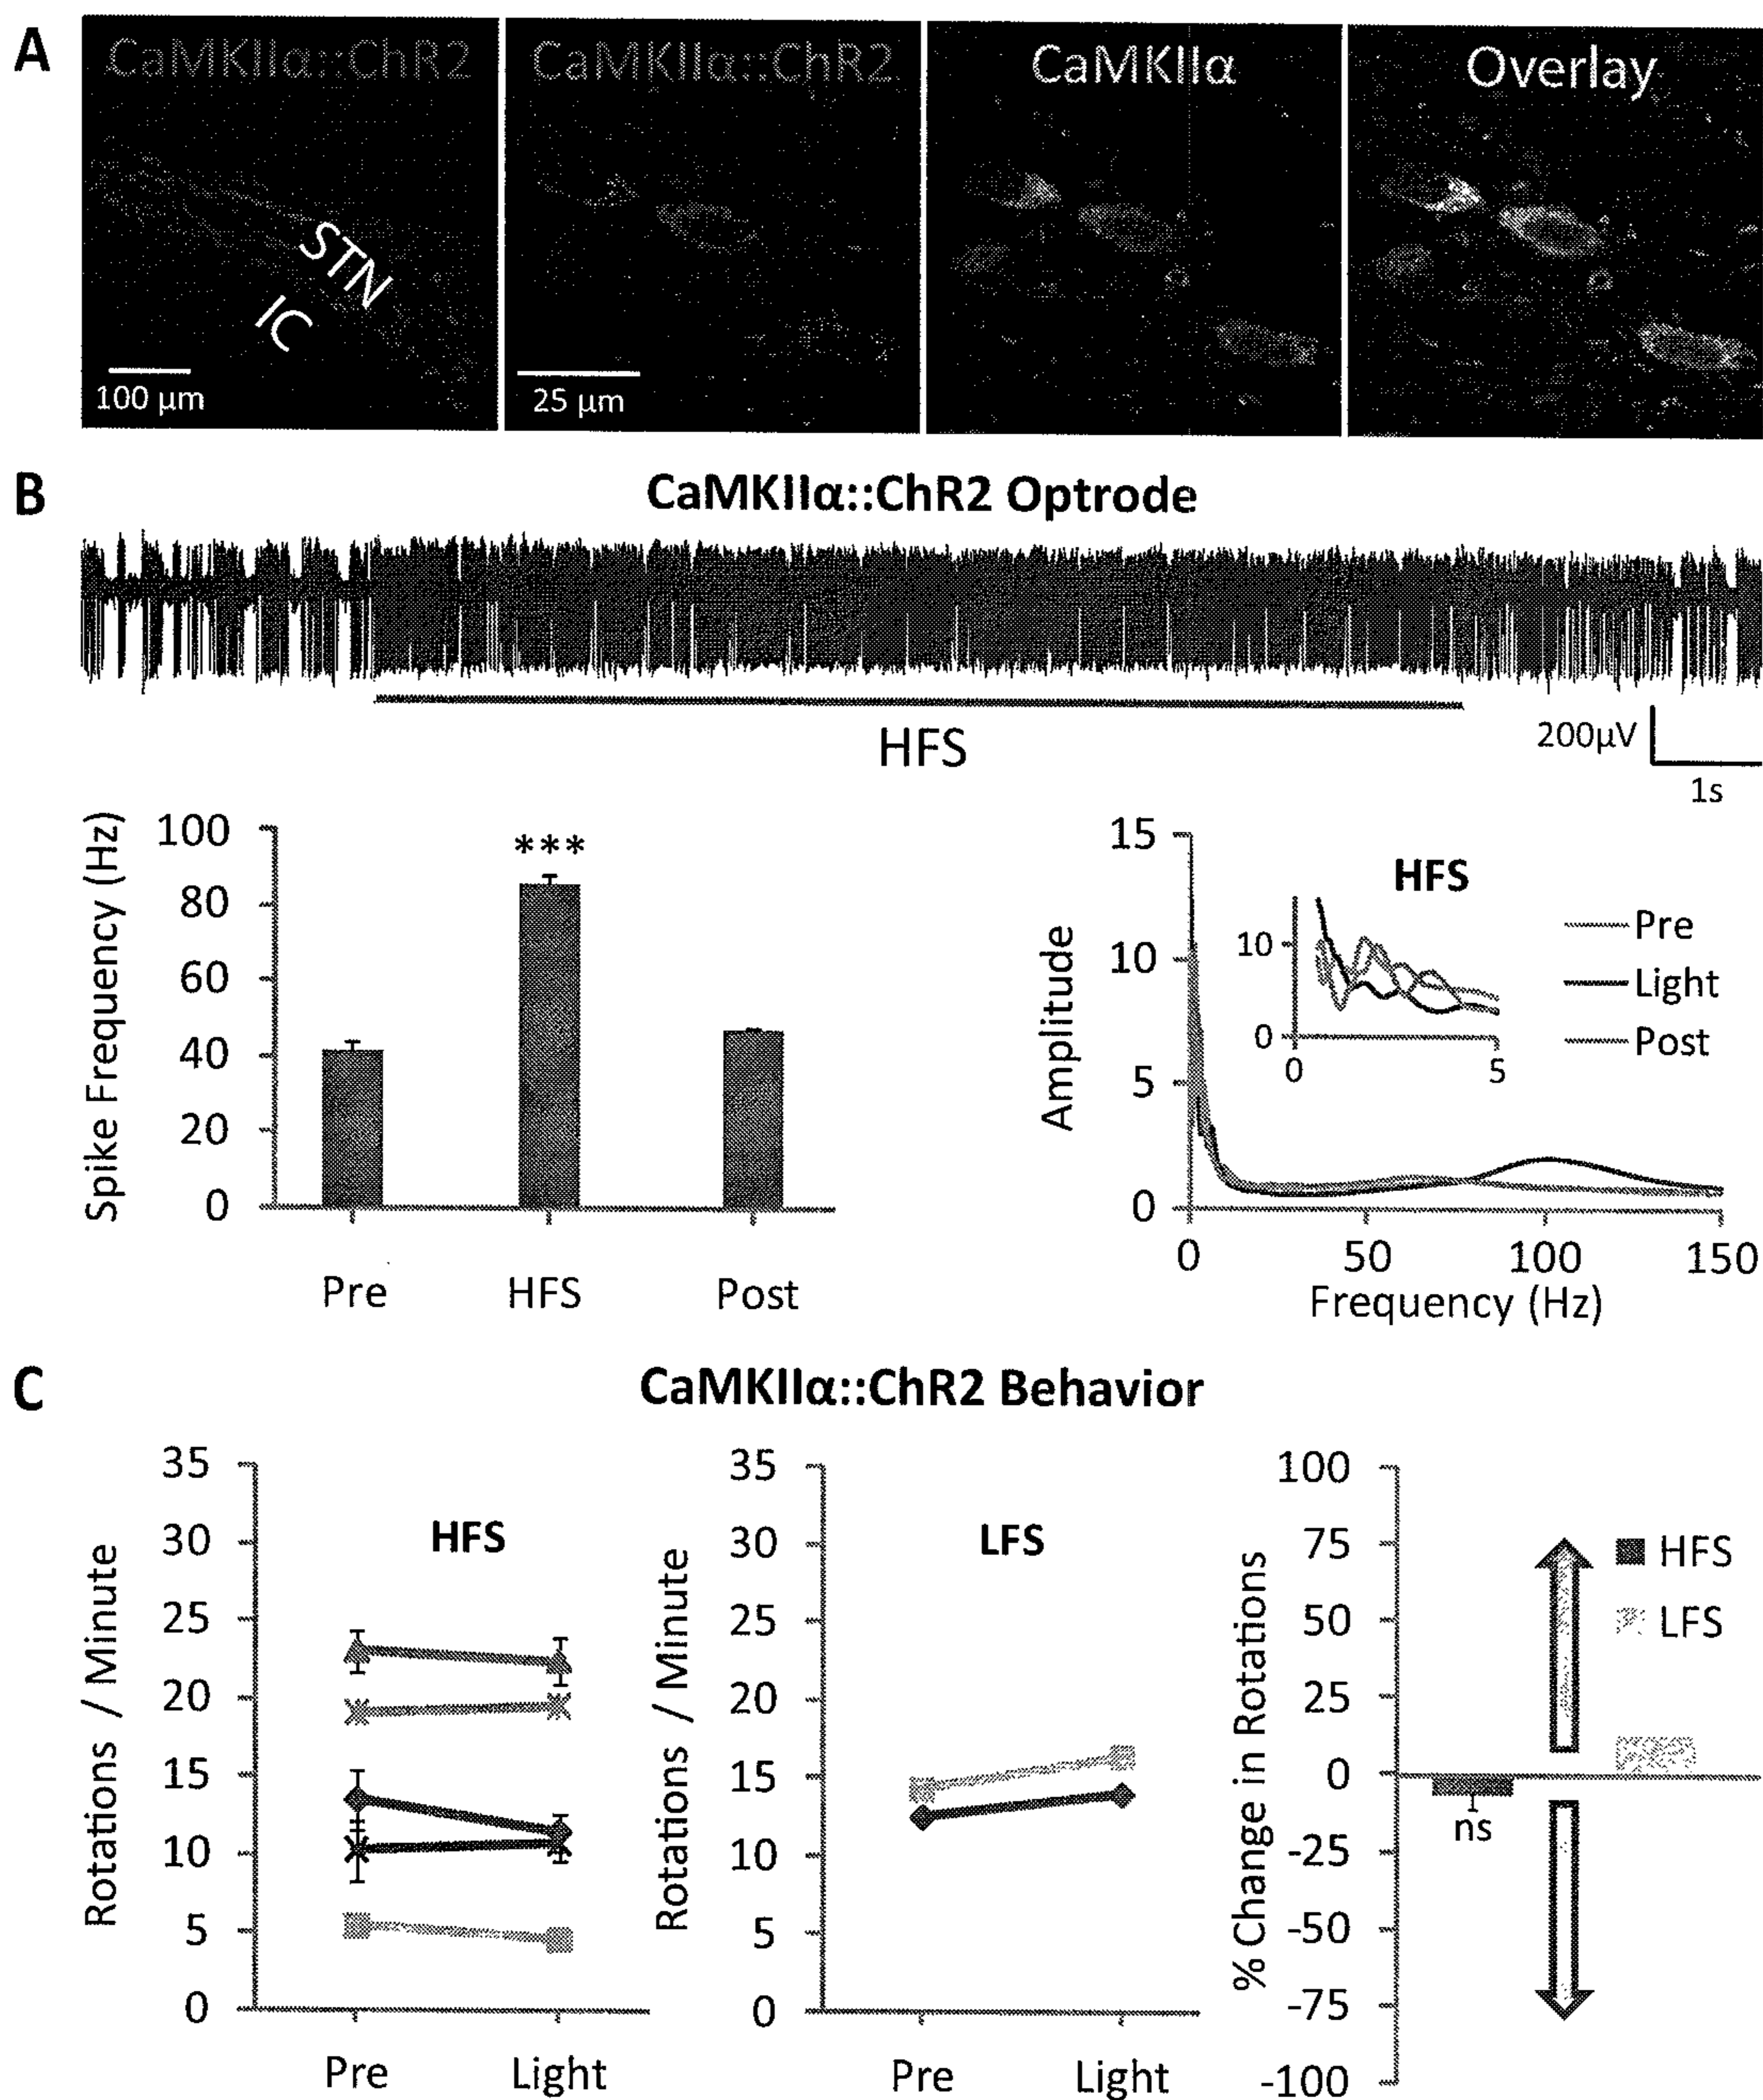 A
CaMKIIα::ChR2
CaMKIIα::ChR2
CaMKIIα
Overlay
STN
IC
100 μm
25 μm
B
CaMKIIα::ChR2 Optrode
HFS
200μV
1s
Spike Frequency (Hz)
100
80
60
40
20
0
***
Pre
HFS
Post
Amplitude
15
10
5
0
0
50
100
150
Frequency (Hz)
HFS
10
0
0
5
Pre
Light
Post
C
CaMKIIα::ChR2 Behavior
Rotations / Minute
35
30
25
20
15
10
5
0
HFS
Pre
Light
Rotations / Minute
35
30
25
20
15
10
5
0
LFS
Pre
Light
% Change in Rotations
100
75
50
25
0
-25
-50
-75
-100
ns
HFS
LFS